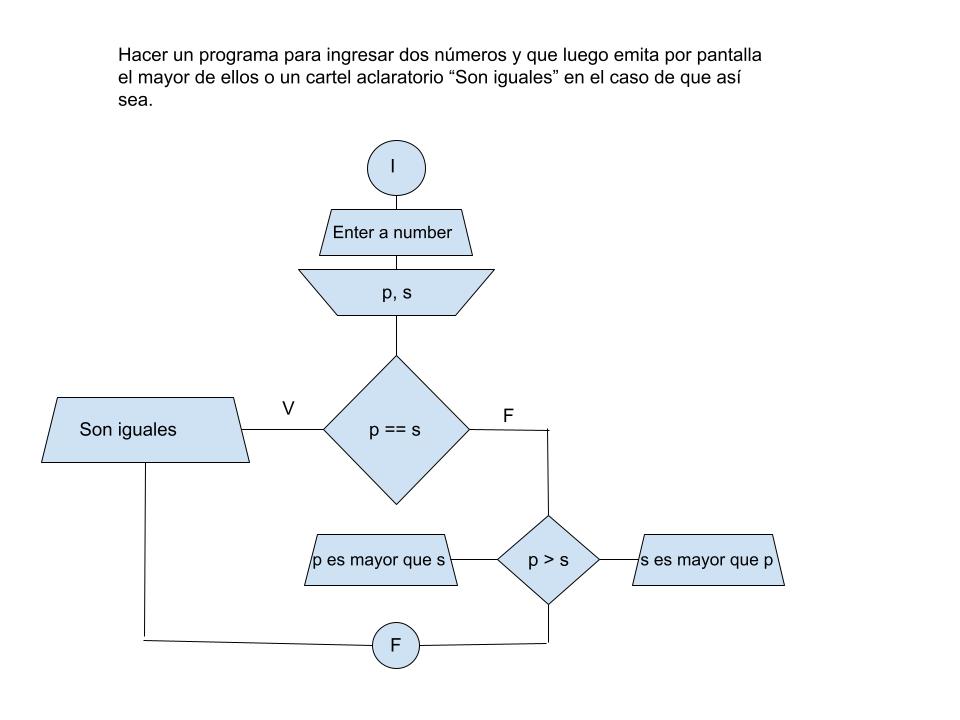 Hacer un programa para ingresar dos números y que luego emita por pantalla
el mayor de ellos o un cartel aclaratorio “Son iguales” en el caso de que así
sea.
I
Enter a number
p, s
V
F
Son iguales
p == s
p es mayor que s
p > s
s es mayor que p
F